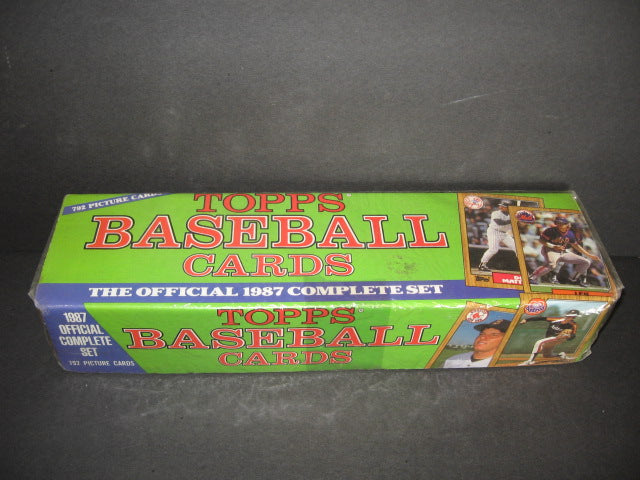 792 PICTURE CARDS
TOPPS
BASEBALL
CARDS
THE OFFICIAL 1987 COMPLETE SET
1987
OFFICIAL
COMPLETE
SET
792 PICTURE CARDS
TOPPS
BASEBALL
CARDS